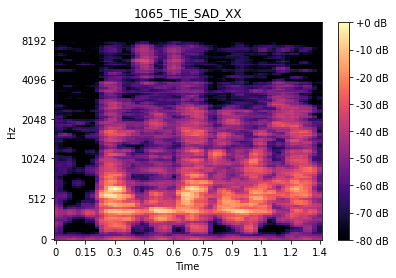 1065_TIE_SAD_XX
8192
4096
2048
1024
512
0
Hz
0
0.15
0.3
0.45
0.6
0.75
0.9
1.1
1.2
1.4
Time
+0 dB
-10 dB
-20 dB
-30 dB
-40 dB
-50 dB
-60 dB
-70 dB
-80 dB